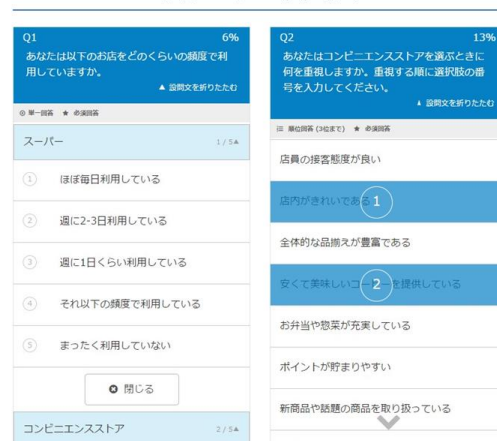 Q1 6%
あなたは以下のお店をどのくらいの頻度で利
用していますか。
▲ 設問文を折りたたむ
◎ 単一回答 ★ 必須回答
スーパー 1 / 5▲
1 ほぼ毎日利用している
2 週に2-3日利用している
3 週に1日くらい利用している
4 それ以下の頻度で利用している
5 まったく利用していない
閉じる
コンビニエンスストア 2 / 5▲
Q2 13%
あなたはコンビニエンスストアを選ぶときに
何を重視しますか。重視する順に選択肢の番
号を入力してください。
▲ 設問文を折りたたむ
順位回答 (3位まで) ★ 必須回答
店員の接客態度が良い
店内がきれいである 1
全体的な品揃えが豊富である
安くて美味しいコーヒーを提供している 2
お弁当や惣菜が充実している
ポイントが貯まりやすい
新商品や話題の商品を取り扱っている